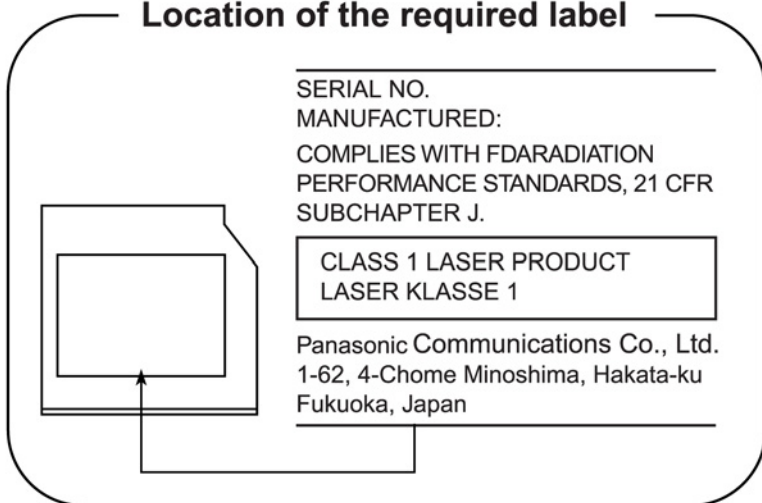 Location of the required label
SERIAL NO.
MANUFACTURED:
COMPLIES WITH FDARADIATION
PERFORMANCE STANDARDS, 21 CFR
SUBCHAPTER J.
CLASS 1 LASER PRODUCT
LASER KLASSE 1
Panasonic Communications Co., Ltd.
1-62, 4-Chome Minoshima, Hakata-ku
Fukuoka, Japan